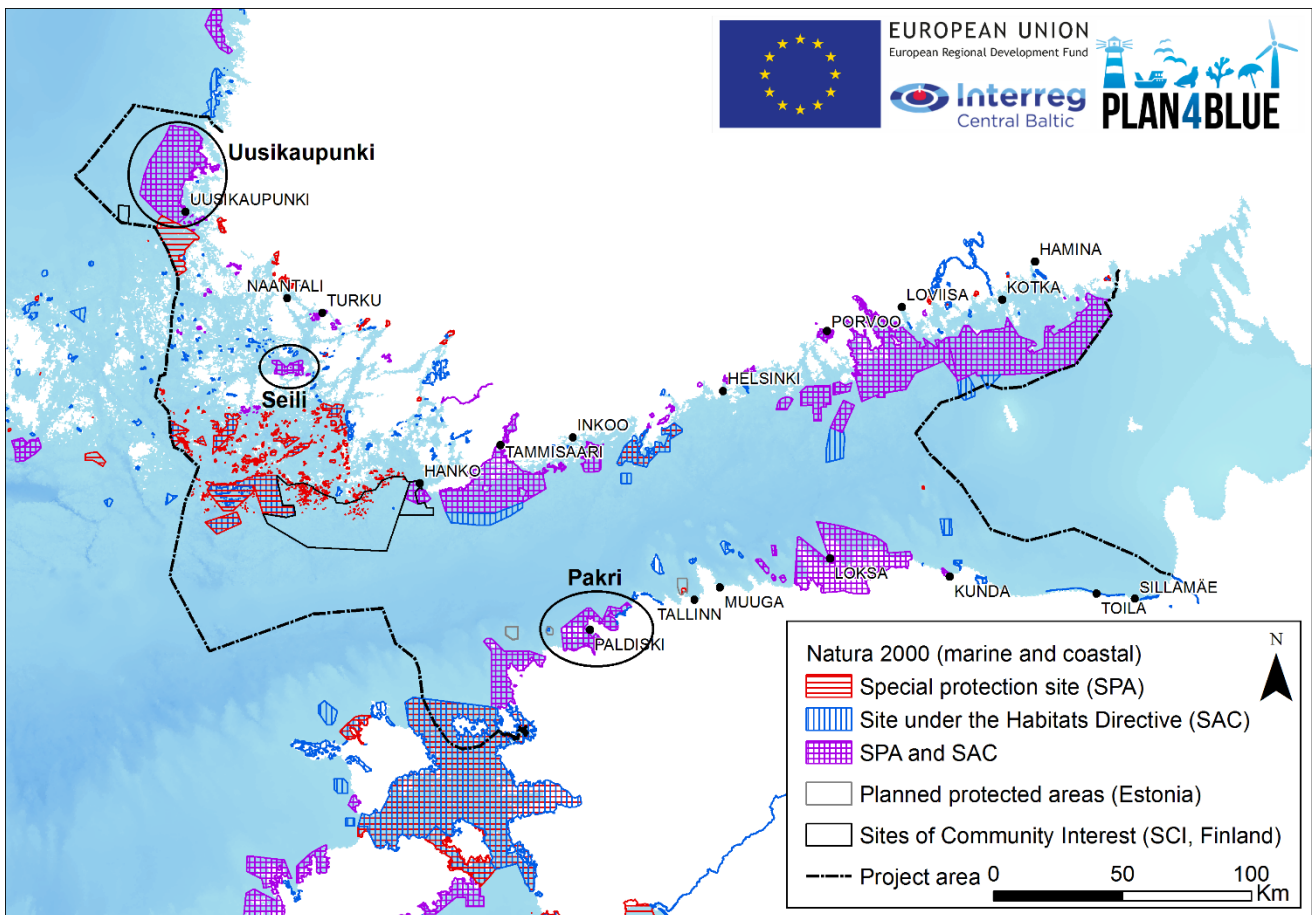 EUROPEAN UNION
European Regional Development Fund
Interreg
Central Baltic
PLAN4BLUE
Uusikaupunki
UUSIKAUPUNKI
NAANTALI
TURKU
Seili
HAMINA
LOVIISA
KOTKA
PORVOO
HELSINKI
INKOO
TAMMISAARI
HANKO
Pakri
LOKSA
TALLINN
MUUGA
KUNDA
TOILA
SILLAMÄE
PALDISKI
N
Natura 2000 (marine and coastal)
Special protection site (SPA)
Site under the Habitats Directive (SAC)
SPA and SAC
Planned protected areas (Estonia)
Sites of Community Interest (SCI, Finland)
Project area
0 50 100
Km